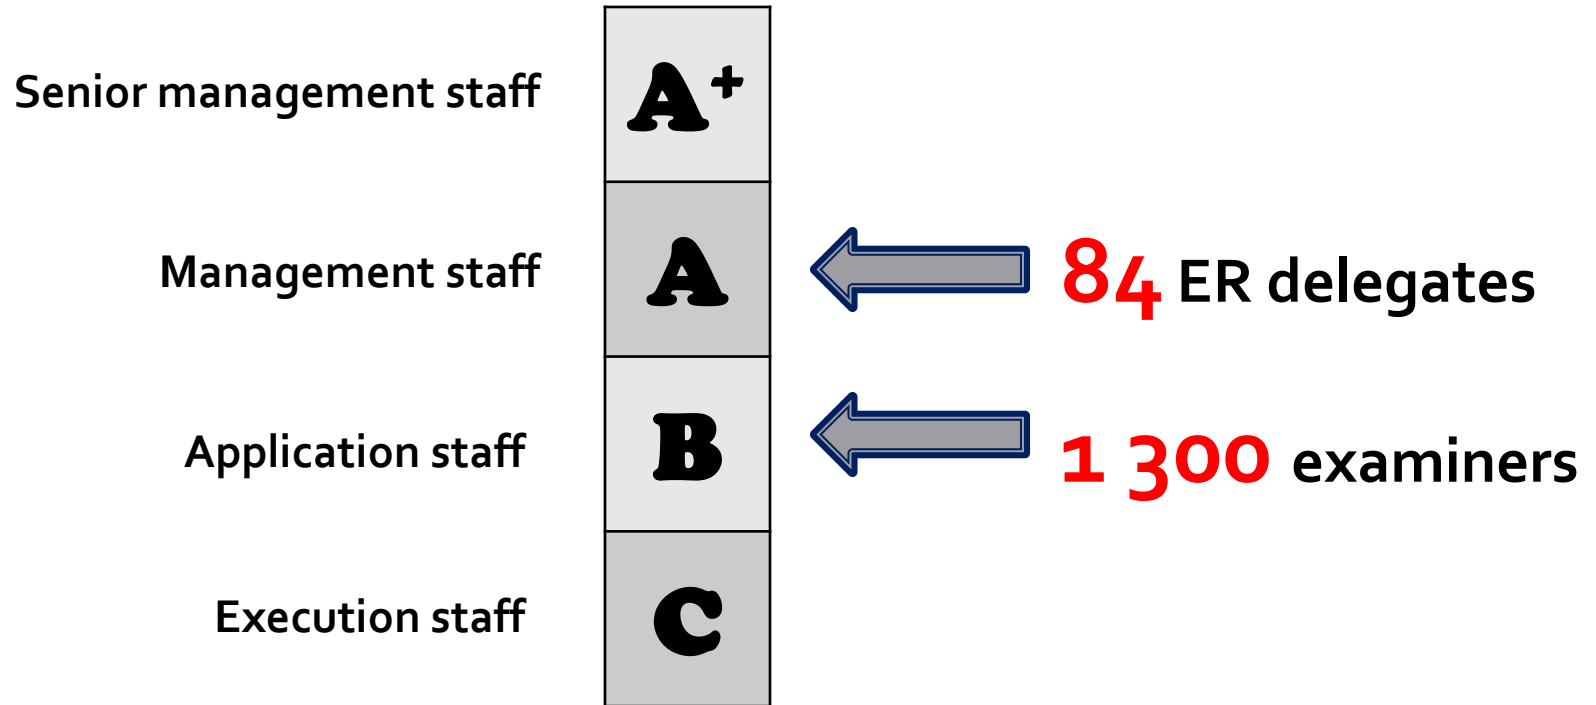 Senior management staff A+
Management staff A 84 ER delegates
Application staff B 1 300 examiners
Execution staff C